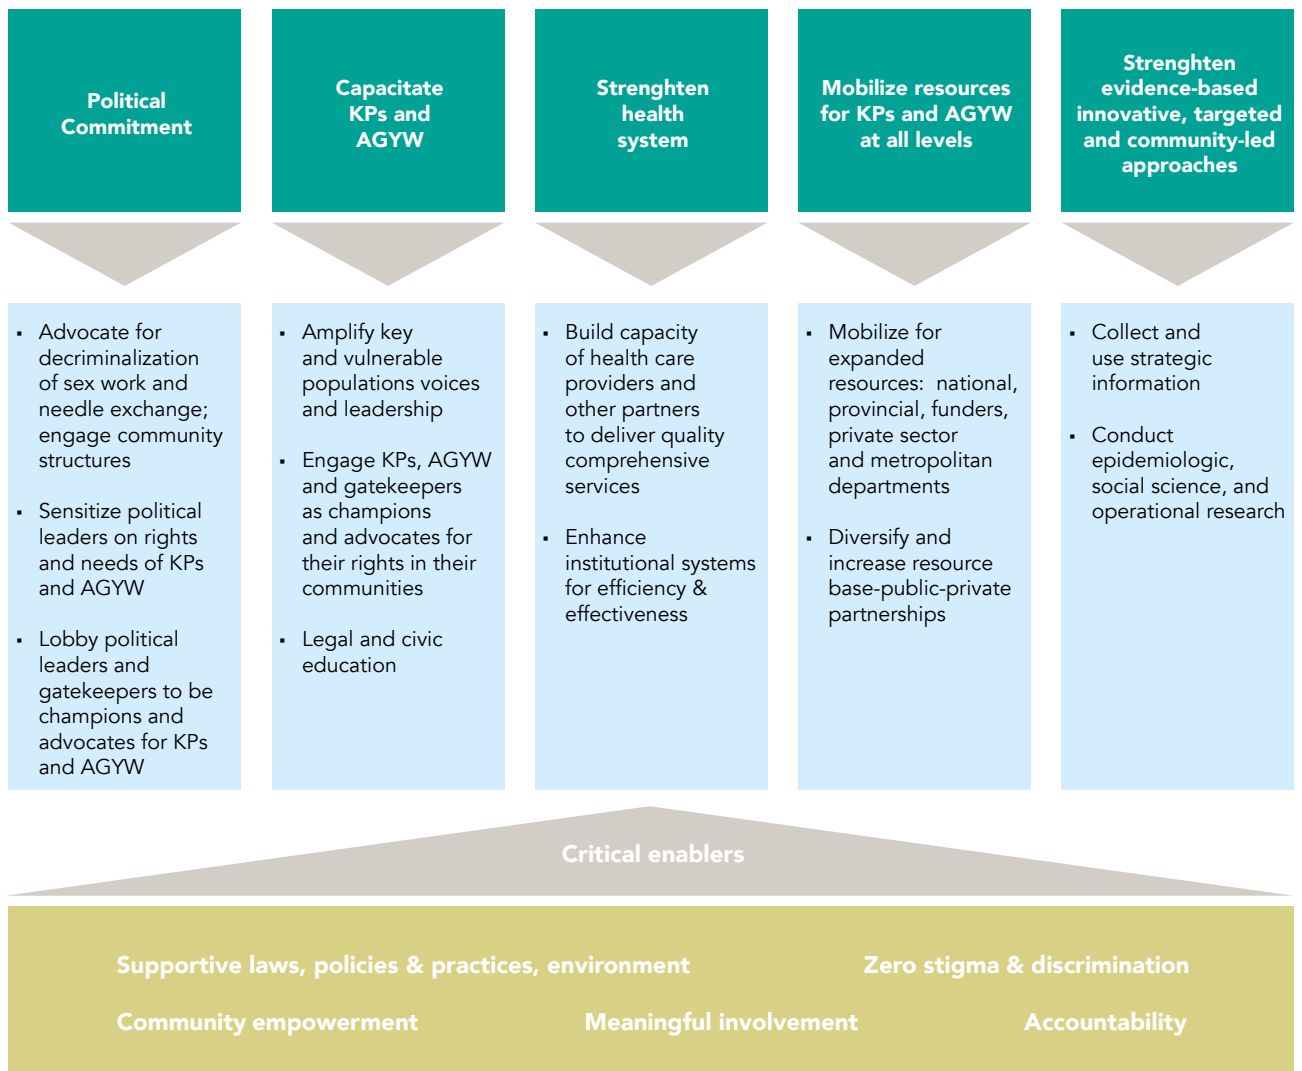 Political
Commitment
Capacitate
KPs and
AGYW
Strenghten
health
system
Mobilize resources
for KPs and AGYW
at all levels
Strenghten
evidence-based
innovative, targeted
and community-led
approaches
▪ Advocate for
decriminalization
of sex work and
needle exchange;
engage community
structures
▪ Sensitize political
leaders on rights
and needs of KPs
and AGYW
▪ Lobby political
leaders and
gatekeepers to be
champions and
advocates for KPs
and AGYW
▪ Amplify key
and vulnerable
populations voices
and leadership
▪ Engage KPs, AGYW
and gatekeepers
as champions
and advocates for
their rights in their
communities
▪ Legal and civic
education
▪ Build capacity
of health care
providers and
other partners
to deliver quality
comprehensive
services
▪ Enhance
institutional systems
for efficiency &
effectiveness
▪ Mobilize for
expanded
resources: national,
provincial, funders,
private sector
and metropolitan
departments
▪ Diversify and
increase resource
base-public-private
partnerships
▪ Collect and
use strategic
information
▪ Conduct
epidemiologic,
social science, and
operational research
Critical enablers
Supportive laws, policies & practices, environment
Zero stigma & discrimination
Community empowerment
Meaningful involvement
Accountability